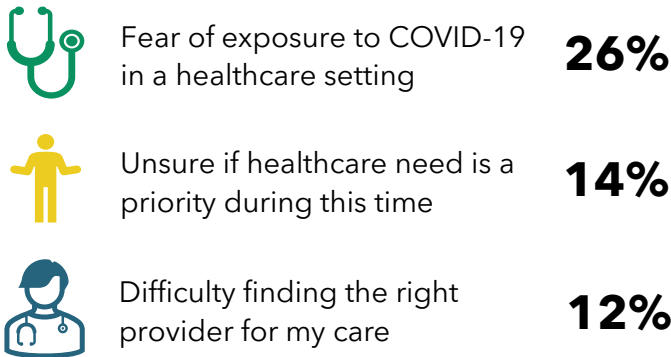 Fear of exposure to COVID-19
in a healthcare setting
26%
Unsure if healthcare need is a
priority during this time
14%
Difficulty finding the right
provider for my care
12%